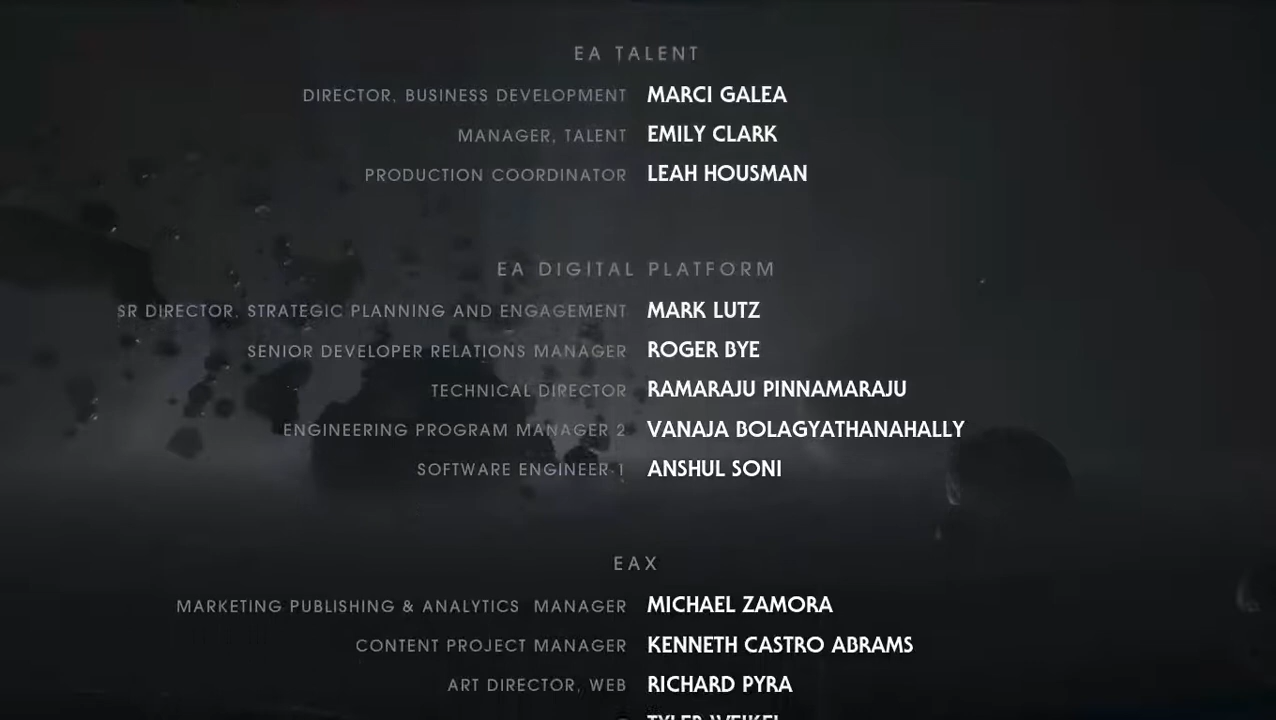 EA TALENT
DIRECTOR, BUSINESS DEVELOPMENT MARCI GALEA
MANAGER, TALENT EMILY CLARK
PRODUCTION COORDINATOR LEAH HOUSMAN
EA DIGITAL PLATFORM
SR DIRECTOR, STRATEGIC PLANNING AND ENGAGEMENT MARK LUTZ
SENIOR DEVELOPER RELATIONS MANAGER ROGER BYE
TECHNICAL DIRECTOR RAMARAJU PINNAMARAJU
ENGINEERING PROGRAM MANAGER 2 VANAJA BOLAGYATHANAHALLY
SOFTWARE ENGINEER 1 ANSHUL SONI
EAX
MARKETING PUBLISHING & ANALYTICS MANAGER MICHAEL ZAMORA
CONTENT PROJECT MANAGER KENNETH CASTRO ABRAMS
ART DIRECTOR, WEB RICHARD PYRA
TYLER